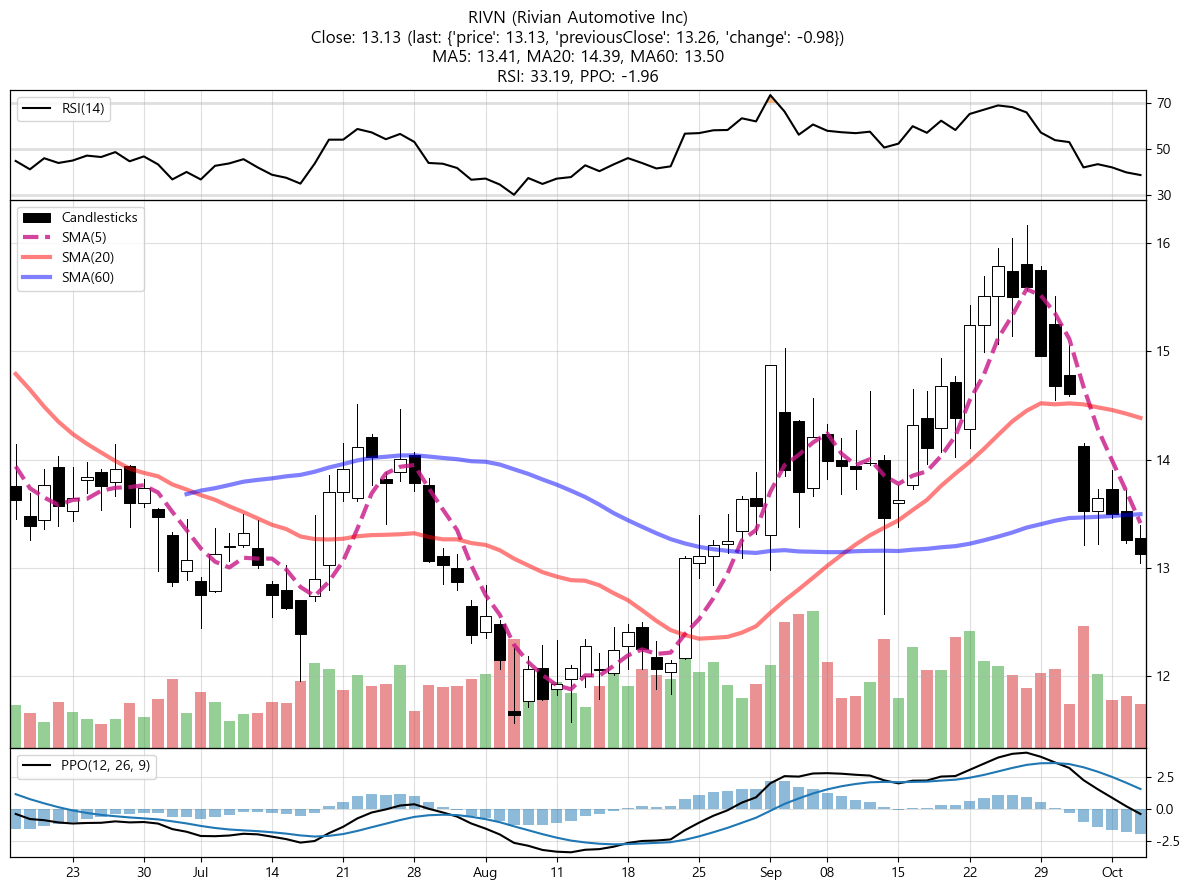 RIVN (Rivian Automotive Inc)
Close: 13.13 (last: {'price': 13.13, 'previousClose': 13.26, 'change': -0.98})
MA5: 13.41, MA20: 14.39, MA60: 13.50
RSI: 33.19, PPO: -1.96
RSI(14)
70
50
30
Candlesticks
SMA(5)
SMA(20)
SMA(60)
16
15
14
13
12
PPO(12, 26, 9)
2.5
0.0
-2.5
23 30 Jul 14 21 28 Aug 11 18 25 Sep 08 15 22 29 Oct